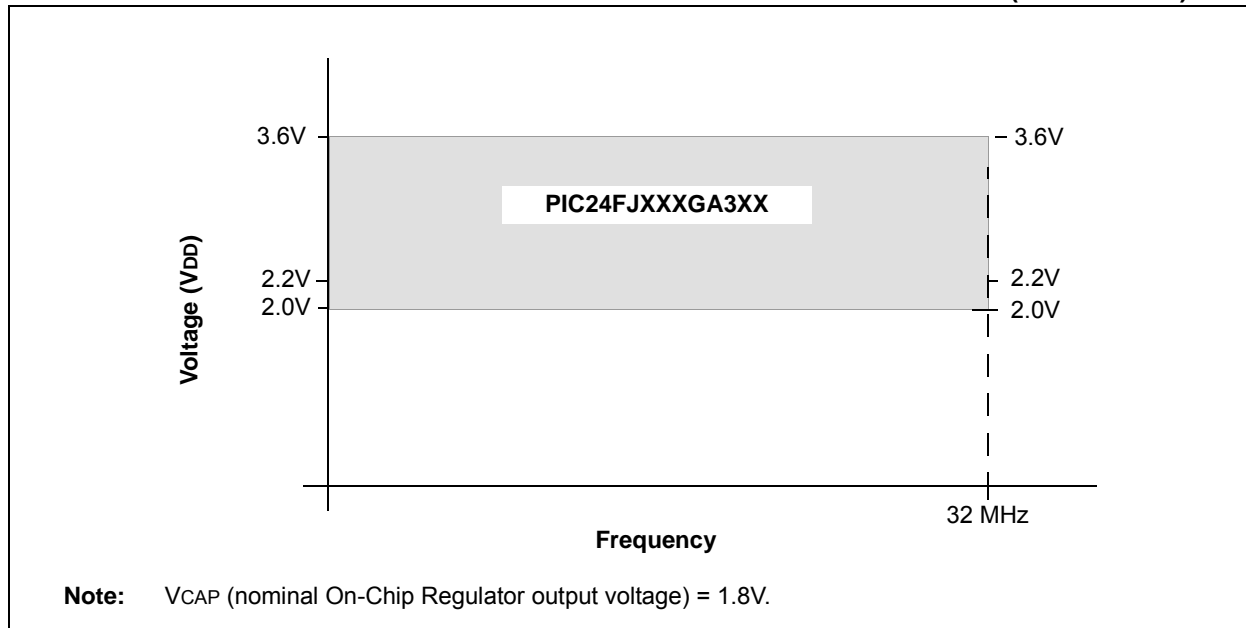 3.6V
3.6V
PIC24FJXXXGA3XX
Voltage (VDD)
2.2V
2.2V
2.0V
2.0V
32 MHz
Frequency
Note: VCAP (nominal On-Chip Regulator output voltage) = 1.8V.